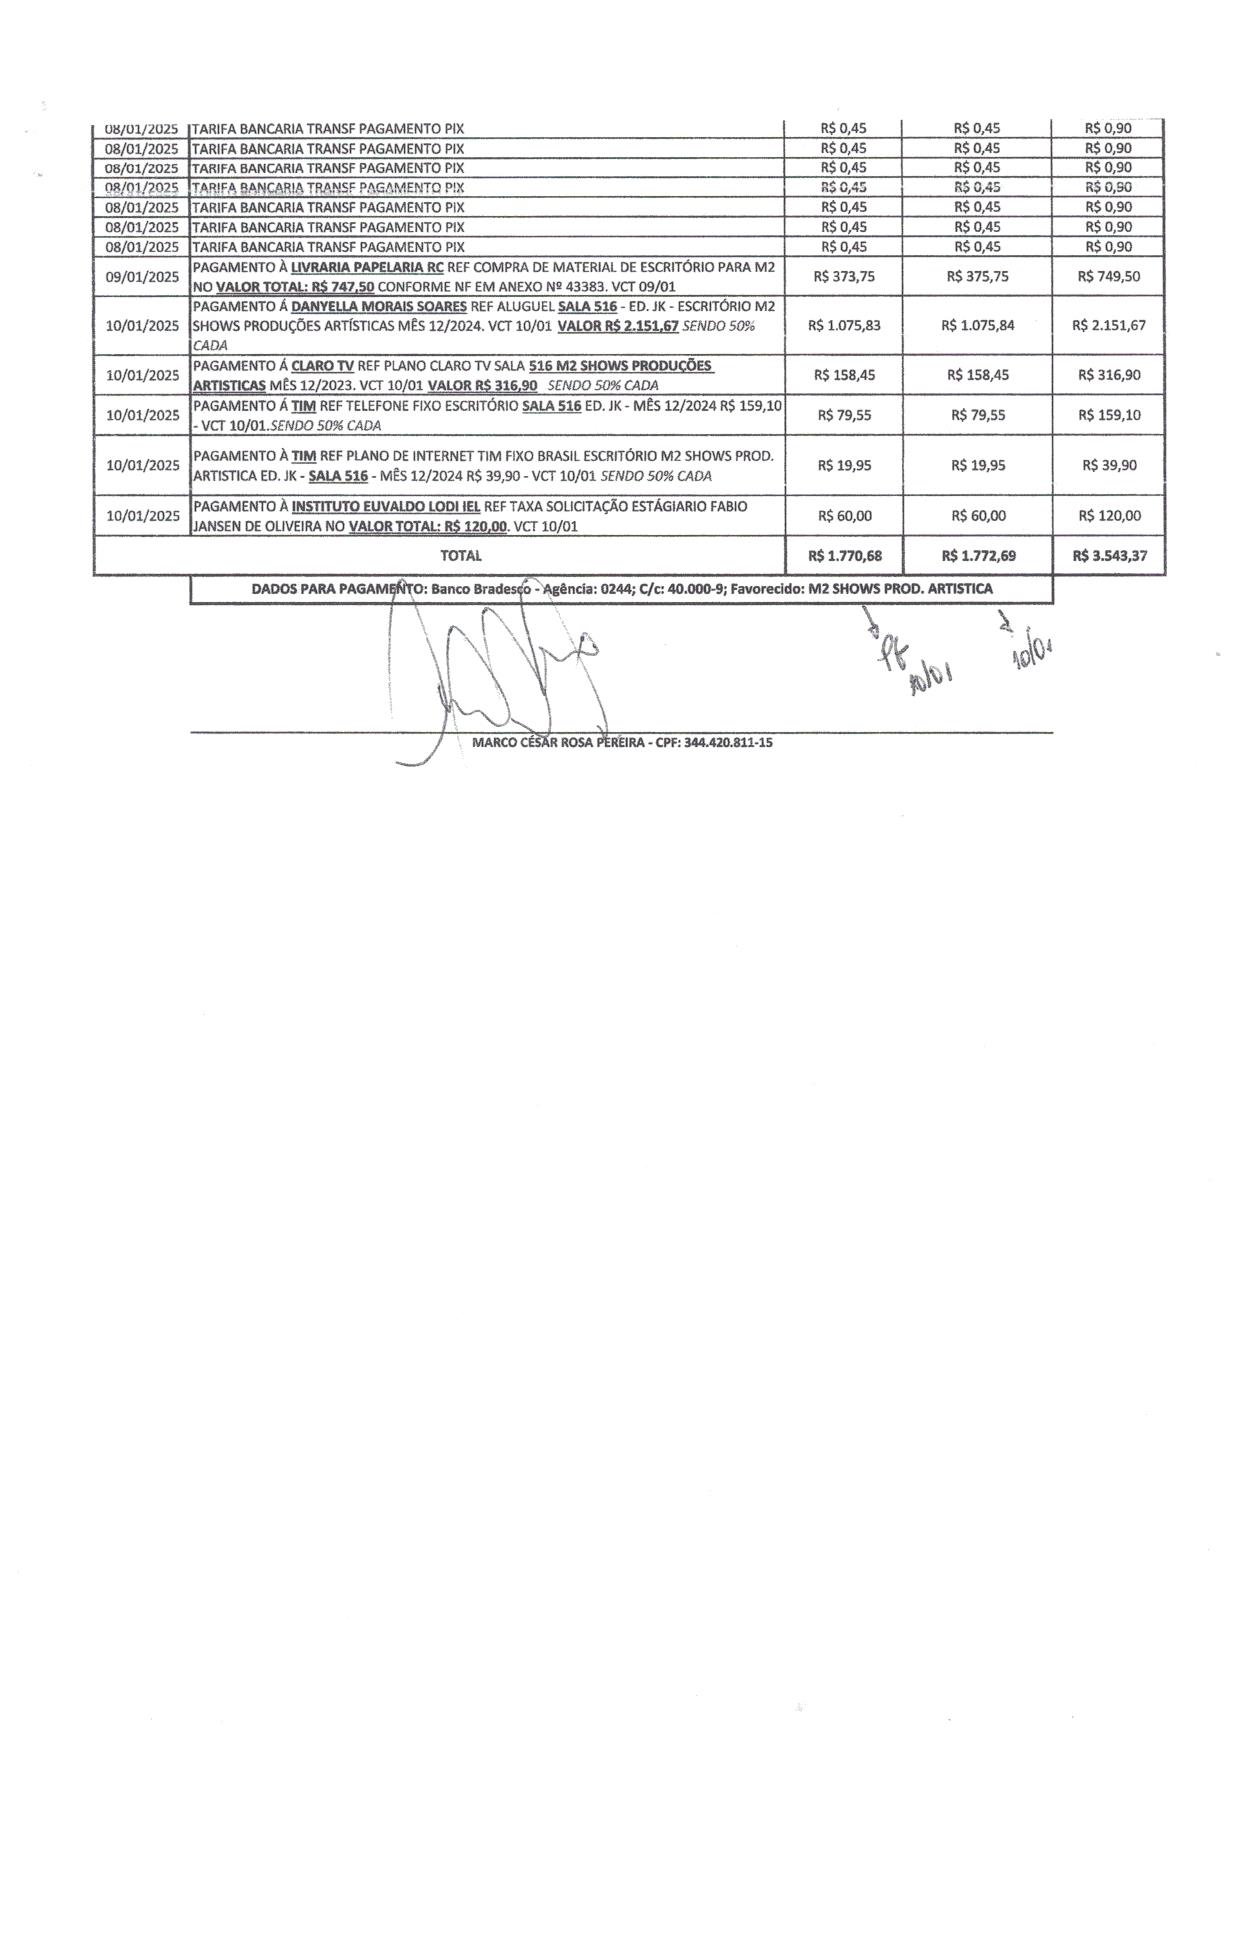 08/01/2025 TARIFA BANCARIA TRANSF PAGAMENTO PIX R$ 0,45 R$ 0,45 R$ 0,90
08/01/2025 TARIFA BANCARIA TRANSF PAGAMENTO PIX R$ 0,45 R$ 0,45 R$ 0,90
08/01/2025 TARIFA BANCARIA TRANSF PAGAMENTO PIX R$ 0,45 R$ 0,45 R$ 0,90
08/01/2025 TARIFA BANCARIA TRANSF PAGAMENTO PIX R$ 0,45 R$ 0,45 R$ 0,90
08/01/2025 TARIFA BANCARIA TRANSF PAGAMENTO PIX R$ 0,45 R$ 0,45 R$ 0,90
08/01/2025 TARIFA BANCARIA TRANSF PAGAMENTO PIX R$ 0,45 R$ 0,45 R$ 0,90
08/01/2025 TARIFA BANCARIA TRANSF PAGAMENTO PIX R$ 0,45 R$ 0,45 R$ 0,90
PAGAMENTO À LIVRARIA PAPELARIA RC REF COMPRA DE MATERIAL DE ESCRITÓRIO PARA M2
09/01/2025 R$ 373,75 R$ 375,75 R$ 749,50
NO VALOR TOTAL: R$ 747,50 CONFORME NF EM ANEXO Nº 43383. VCT 09/01
PAGAMENTO Á DANYELLA MORAIS SOARES REF ALUGUEL SALA 516 - ED. JK - ESCRITÓRIO M2
10/01/2025 SHOWS PRODUÇÕES ARTÍSTICAS MÊS 12/2024. VCT 10/01 VALOR R$ 2.151,67 SENDO 50% R$ 1.075,83 R$ 1.075,84 R$ 2.151,67
CADA
PAGAMENTO Á CLARO TV REF PLANO CLARO TV SALA 516 M2 SHOWS PRODUÇÕES
10/01/2025 R$ 158,45 R$ 158,45 R$ 316,90
ARTISTICAS MÊS 12/2023. VCT 10/01 VALOR R$ 316,90 SENDO 50% CADA
PAGAMENTO Á TIM REF TELEFONE FIXO ESCRITÓRIO SALA 516 ED. JK - MÊS 12/2024 R$ 159,10
10/01/2025 R$ 79,55 R$ 79,55 R$ 159,10
- VCT 10/01.SENDO 50% CADA
PAGAMENTO À TIM REF PLANO DE INTERNET TIM FIXO BRASIL ESCRITÓRIO M2 SHOWS PROD.
10/01/2025 R$ 19,95 R$ 19,95 R$ 39,90
ARTISTICA ED. JK - SALA 516 - MÊS 12/2024 R$ 39,90 - VCT 10/01 SENDO 50% CADA
PAGAMENTO À INSTITUTO EUVALDO LODI IEL REF TAXA SOLICITAÇÃO ESTÁGIARIO FABIO
10/01/2025 R$ 60,00 R$ 60,00 R$ 120,00
JANSEN DE OLIVEIRA NO VALOR TOTAL: R$ 120,00. VCT 10/01
TOTAL R$ 1.770,68 R$ 1.772,69 R$ 3.543,37
DADOS PARA PAGAMENTO: Banco Bradesco - Agência: 0244; C/c: 40.000-9; Favorecido: M2 SHOWS PROD. ARTISTICA
10/01
10/01
MARCO CÉSAR ROSA PEREIRA - CPF: 344.420.811-15